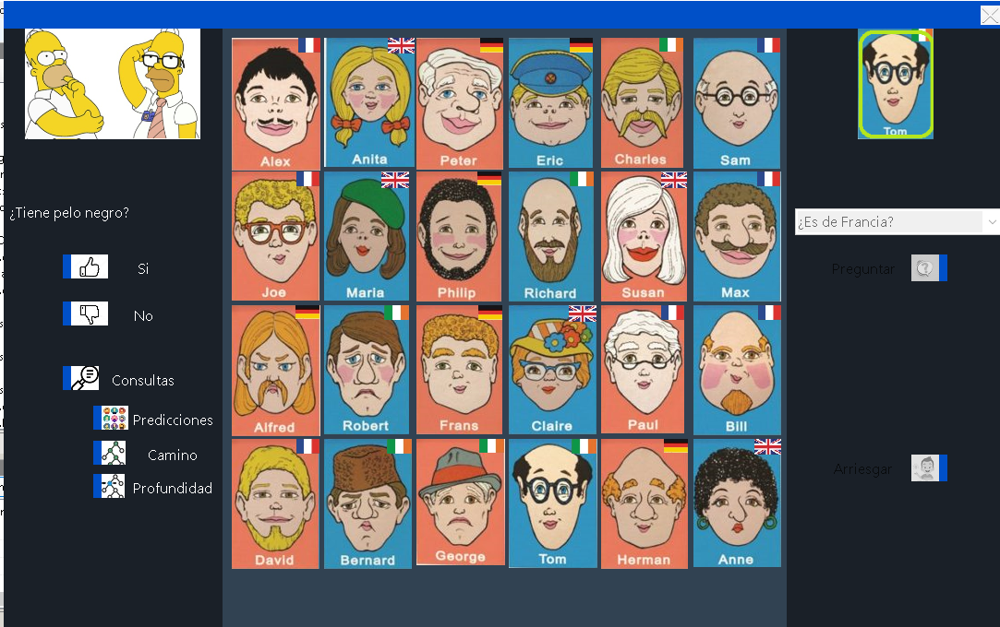 ¿Tiene pelo negro?
Si
No
Consultas
Predicciones
Camino
Profundidad
Alex
Anita
Peter
Eric
Charles
Sam
Joe
Maria
Philip
Richard
Susan
Max
Alfred
Robert
Frans
Claire
Paul
Bill
David
Bernard
George
Tom
Herman
Anne
Tom
¿Es de Francia?
Preguntar
Arriesgar